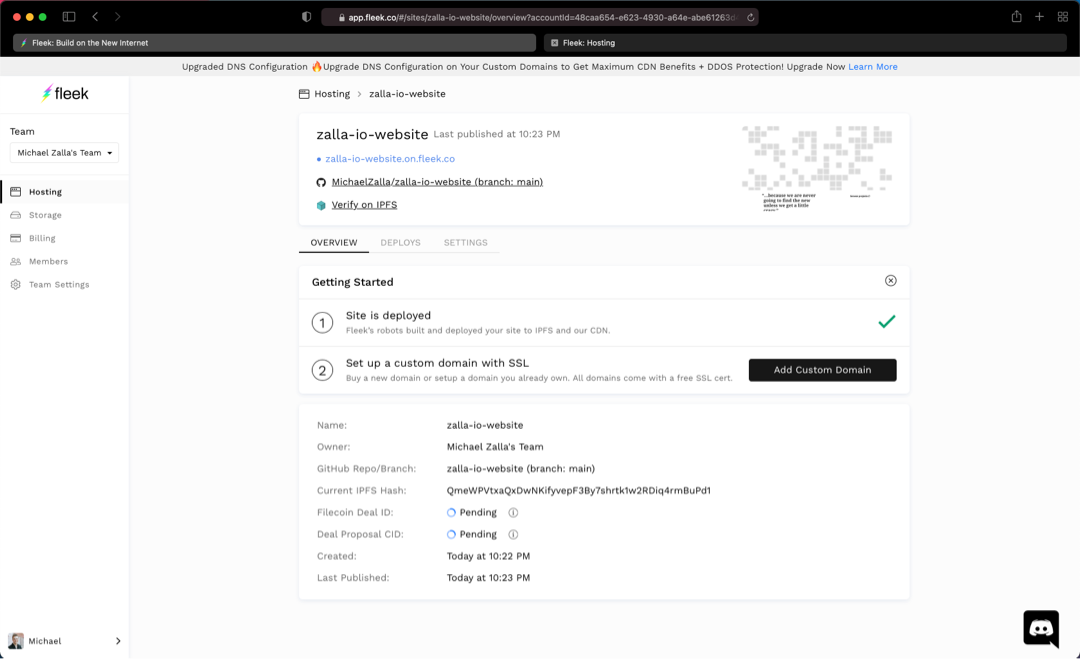 app.fleek.co/#/sites/zalla-io-website/overview?accountId=48caa654-e623-4930-a64e-abe61263d
Fleek: Build on the New Internet
Fleek: Hosting
Upgraded DNS Configuration 🔥Upgrade DNS Configuration on Your Custom Domains to Get Maximum CDN Benefits + DDOS Protection! Upgrade Now Learn More
fleek
Team
Michael Zalla's Team
Hosting
Storage
Billing
Members
Team Settings
Michael
Hosting > zalla-io-website
zalla-io-website Last published at 10:23 PM
zalla-io-website.on.fleek.co
MichaelZalla/zalla-io-website (branch: main)
Verify on IPFS
"...because we are never
going to find the new
unless we get a little
OVERVIEW DEPLOYS SETTINGS
Getting Started
1 Site is deployed
Fleek's robots built and deployed your site to IPFS and our CDN.
2 Set up a custom domain with SSL
Buy a new domain or setup a domain you already own. All domains come with a free SSL cert.
Add Custom Domain
Name: zalla-io-website
Owner: Michael Zalla's Team
GitHub Repo/Branch: zalla-io-website (branch: main)
Current IPFS Hash: QmeWPVtxaQxDwNKifyvepF3By7shrtk1w2RDiq4rmBuPd1
Filecoin Deal ID: Pending
Deal Proposal CID: Pending
Created: Today at 10:22 PM
Last Published: Today at 10:23 PM